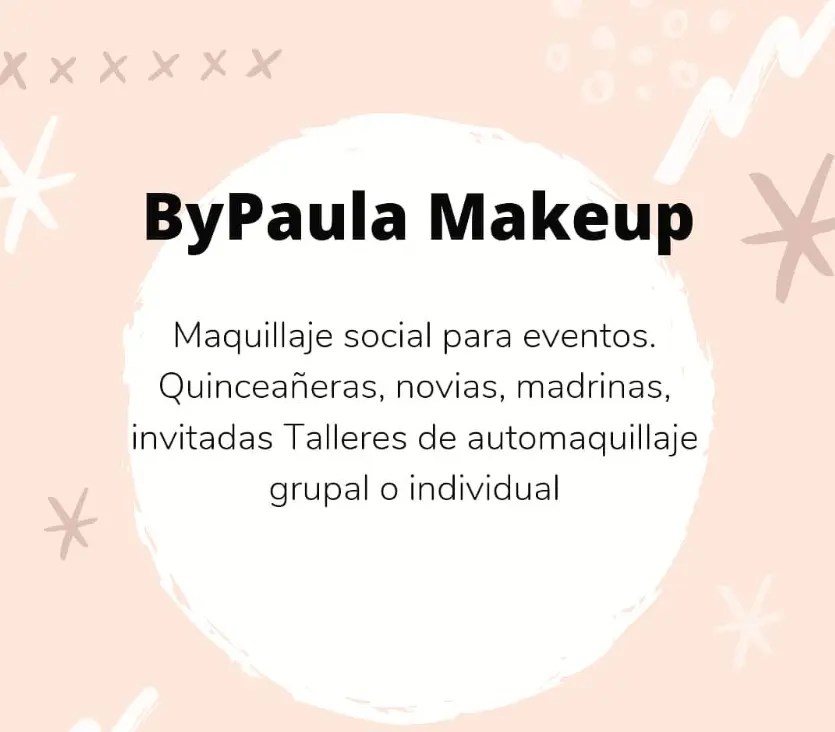 ByPaula Makeup
Maquillaje social para eventos.
Quinceañeras, novias, madrinas,
invitadas Talleres de automaquillaje
grupal o individual